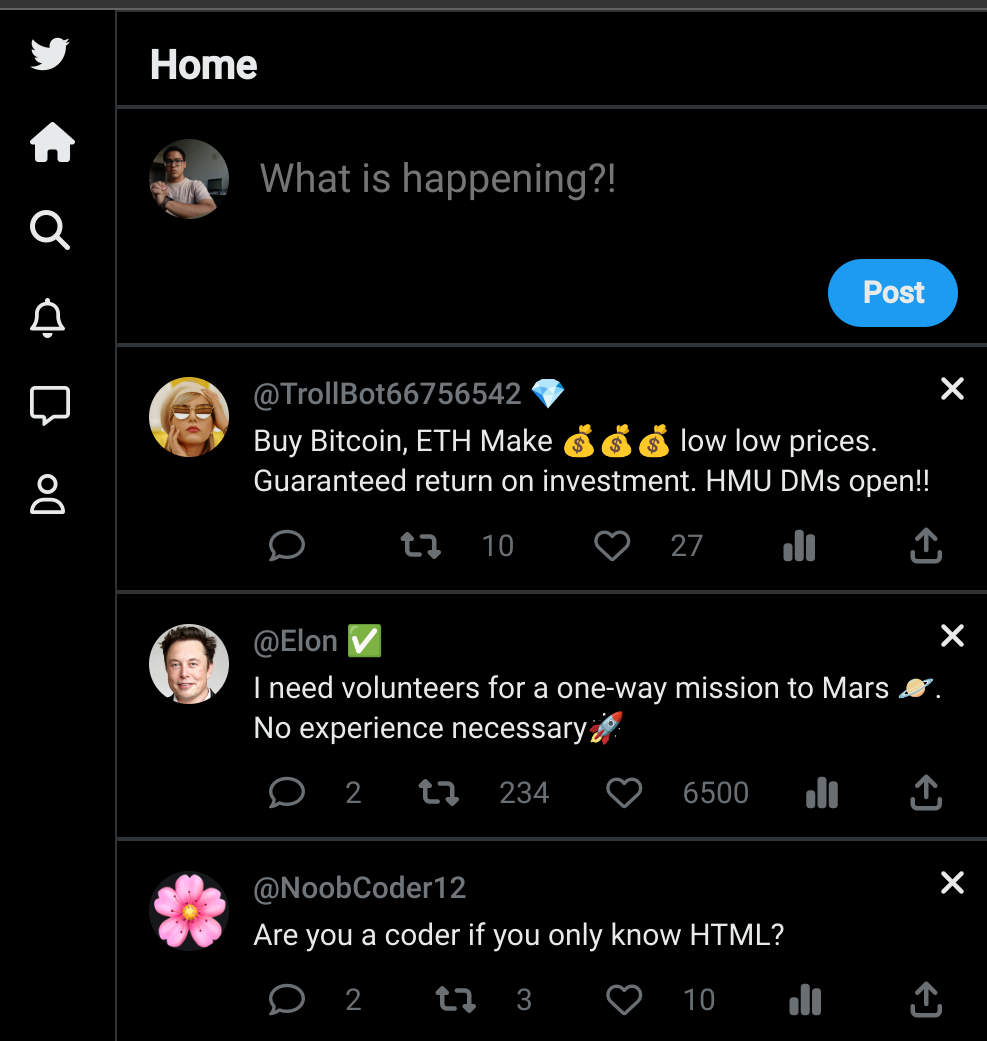 Home
What is happening?!
Post
@TrollBot66756542 💎
Buy Bitcoin, ETH Make 💰💰💰 low low prices.
Guaranteed return on investment. HMU DMs open!!
10 27
@Elon ✅
I need volunteers for a one-way mission to Mars 🪐.
No experience necessary🚀
2 234 6500
@NoobCoder12
Are you a coder if you only know HTML?
2 3 10